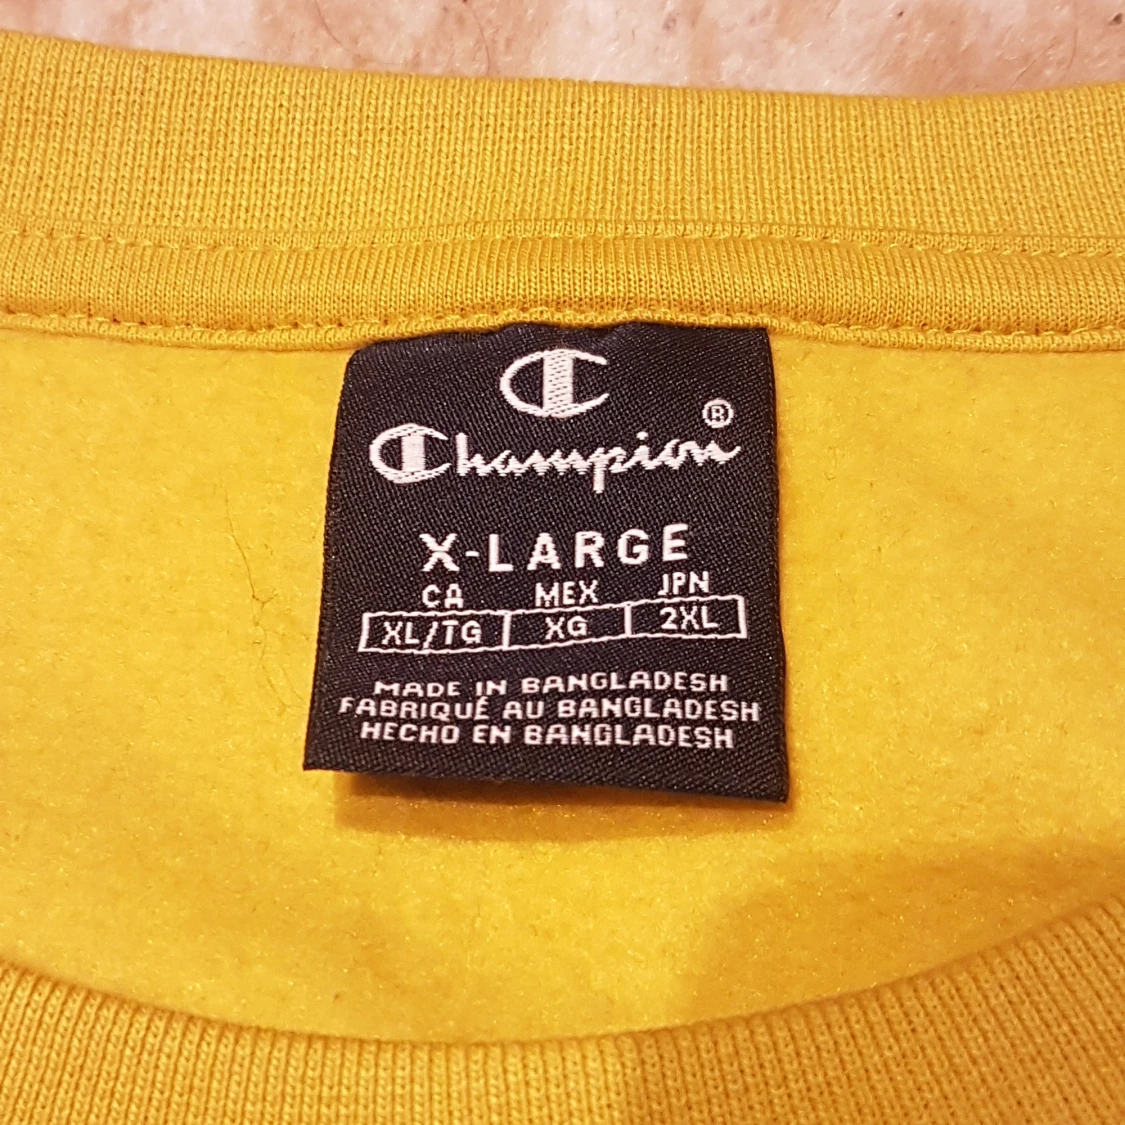 Champion®
X-LARGE
CA MEX JPN
XL/TG XG 2XL
MADE IN BANGLADESH
FABRIQUÉ AU BANGLADESH
HECHO EN BANGLADESH